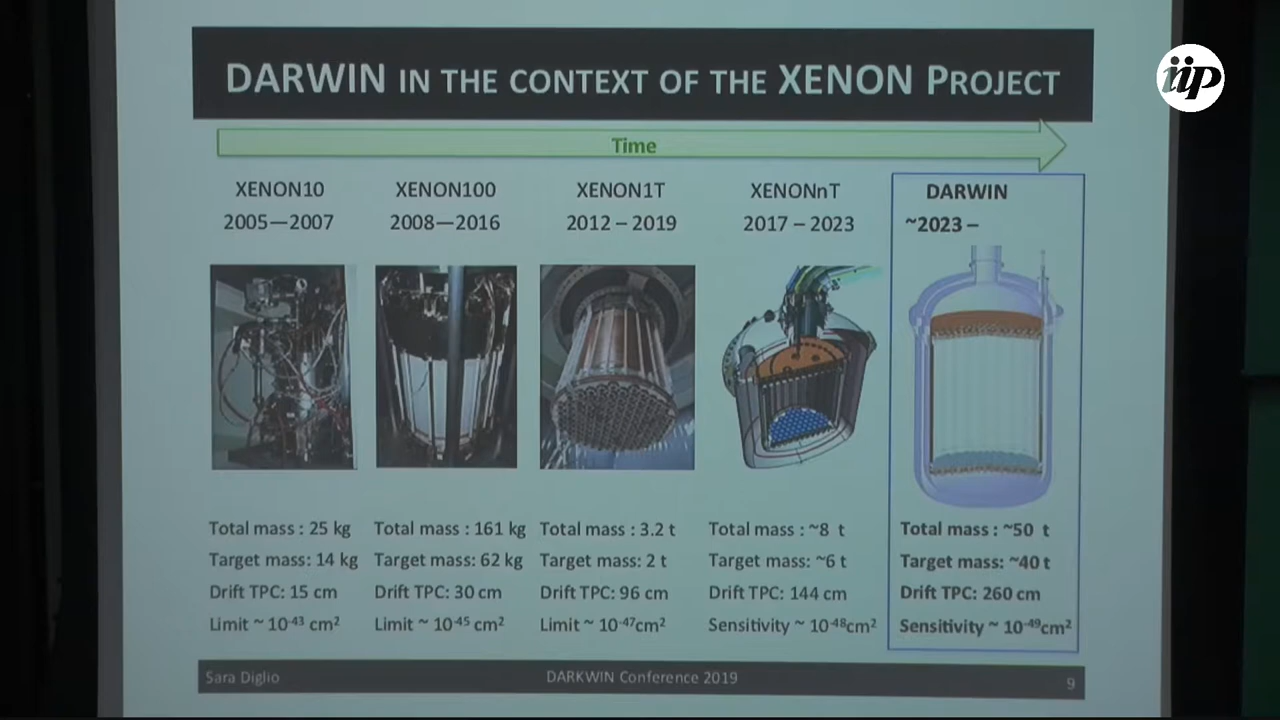 DARWIN IN THE CONTEXT OF THE XENON PROJECT
iip
Time
XENON10
2005—2007
XENON100
2008—2016
XENON1T
2012 – 2019
XENONnT
2017 – 2023
DARWIN
~2023 –
Total mass : 25 kg
Target mass: 14 kg
Drift TPC: 15 cm
Limit ~ 10⁻⁴³ cm²
Total mass : 161 kg
Target mass: 62 kg
Drift TPC: 30 cm
Limit ~ 10⁻⁴⁵ cm²
Total mass : 3.2 t
Target mass: 2 t
Drift TPC: 96 cm
Limit ~ 10⁻⁴⁷cm²
Total mass : ~8 t
Target mass: ~6 t
Drift TPC: 144 cm
Sensitivity ~ 10⁻⁴⁸cm²
Total mass : ~50 t
Target mass: ~40 t
Drift TPC: 260 cm
Sensitivity ~ 10⁻⁴⁹cm²
Sara Diglio
DARKWIN Conference 2019
9